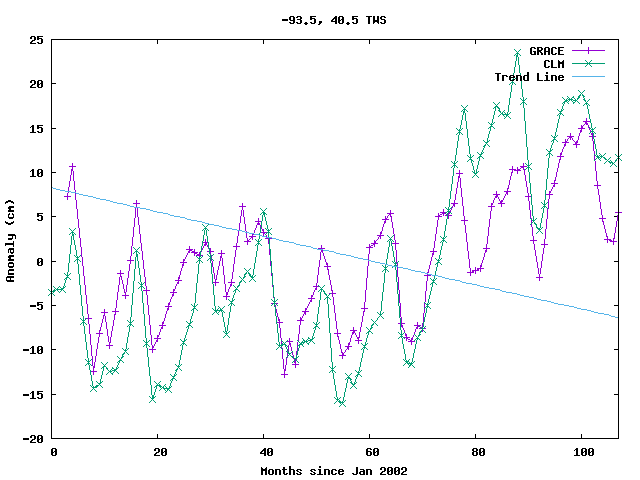 -93.5, 40.5 TWS
25
20
15
10
5
0
-5
-10
-15
-20
0 20 40 60 80 100
Anomaly (cm)
Months since Jan 2002
GRACE
CLM
Trend Line